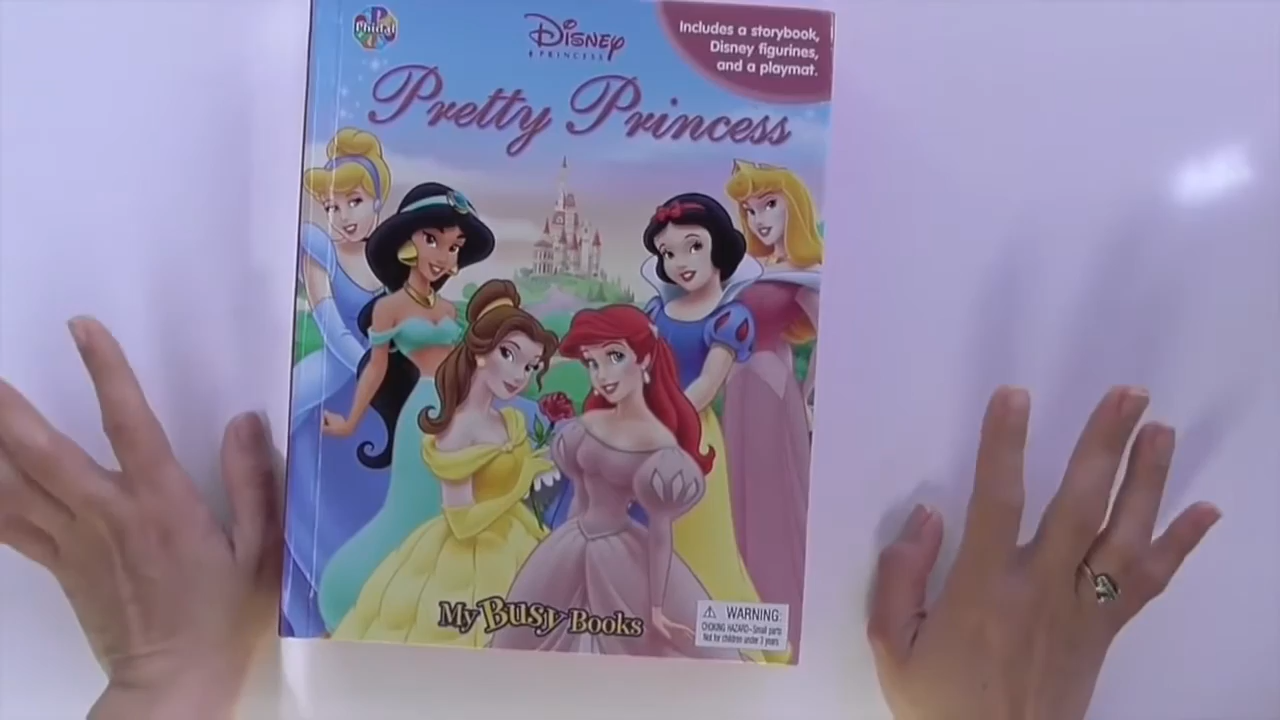 Phidal
Disney
PRINCESS
Includes a storybook,
Disney figurines,
and a playmat.
Pretty Princess
My Busy Books
WARNING:
CHOKING HAZARD-Small parts
Not for children under 3 years